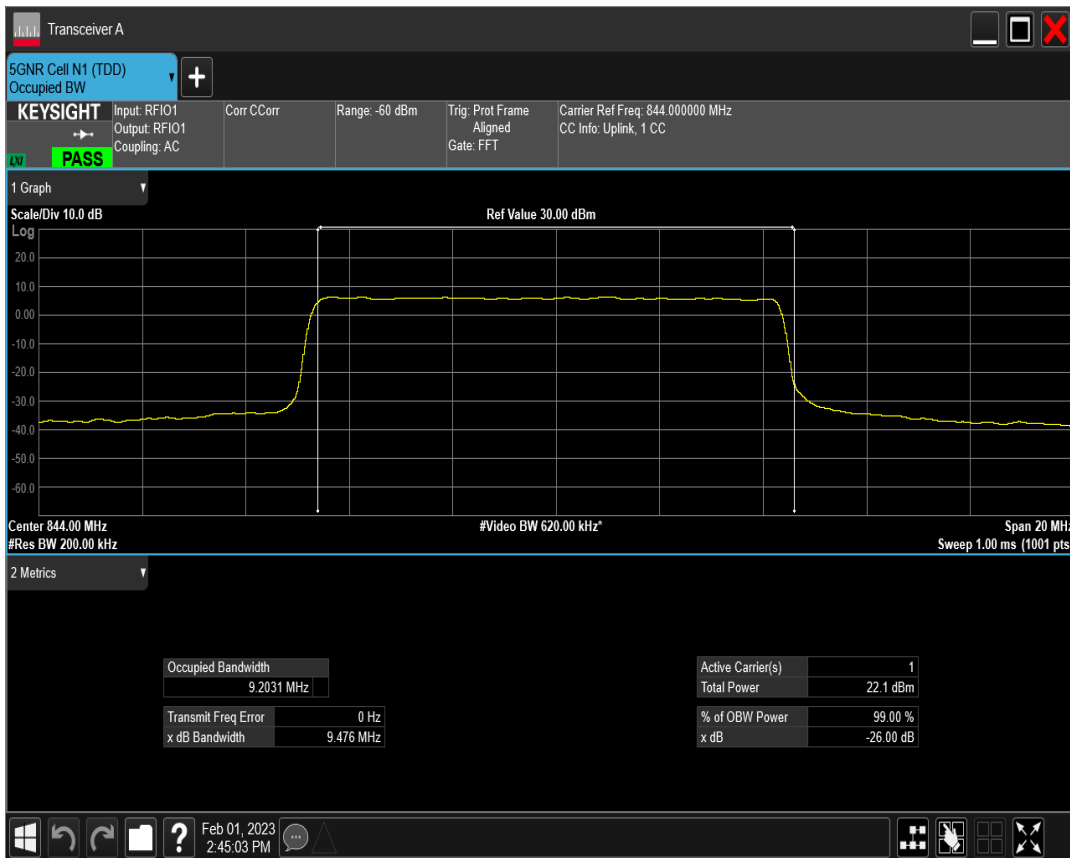 Transceiver A
5GNR Cell N1 (TDD)
Occupied BW
+
KEYSIGHT
LXI
PASS
Input: RFIO1
Output: RFIO1
Coupling: AC
Corr CCorr
Range: -60 dBm
Trig: Prot Frame
Aligned
Gate: FFT
Carrier Ref Freq: 844.000000 MHz
CC Info: Uplink, 1 CC
1 Graph
Scale/Div 10.0 dB
Ref Value 30.00 dBm
Log
20.0
10.0
0.00
-10.0
-20.0
-30.0
-40.0
-50.0
-60.0
Center 844.00 MHz
#Video BW 620.00 kHz*
Span 20 MHz
#Res BW 200.00 kHz
Sweep 1.00 ms (1001 pts
2 Metrics
Occupied Bandwidth
9.2031 MHz
Transmit Freq Error 0 Hz
x dB Bandwidth 9.476 MHz
Active Carrier(s) 1
Total Power 22.1 dBm
% of OBW Power 99.00 %
x dB -26.00 dB
?
Feb 01, 2023
2:45:03 PM